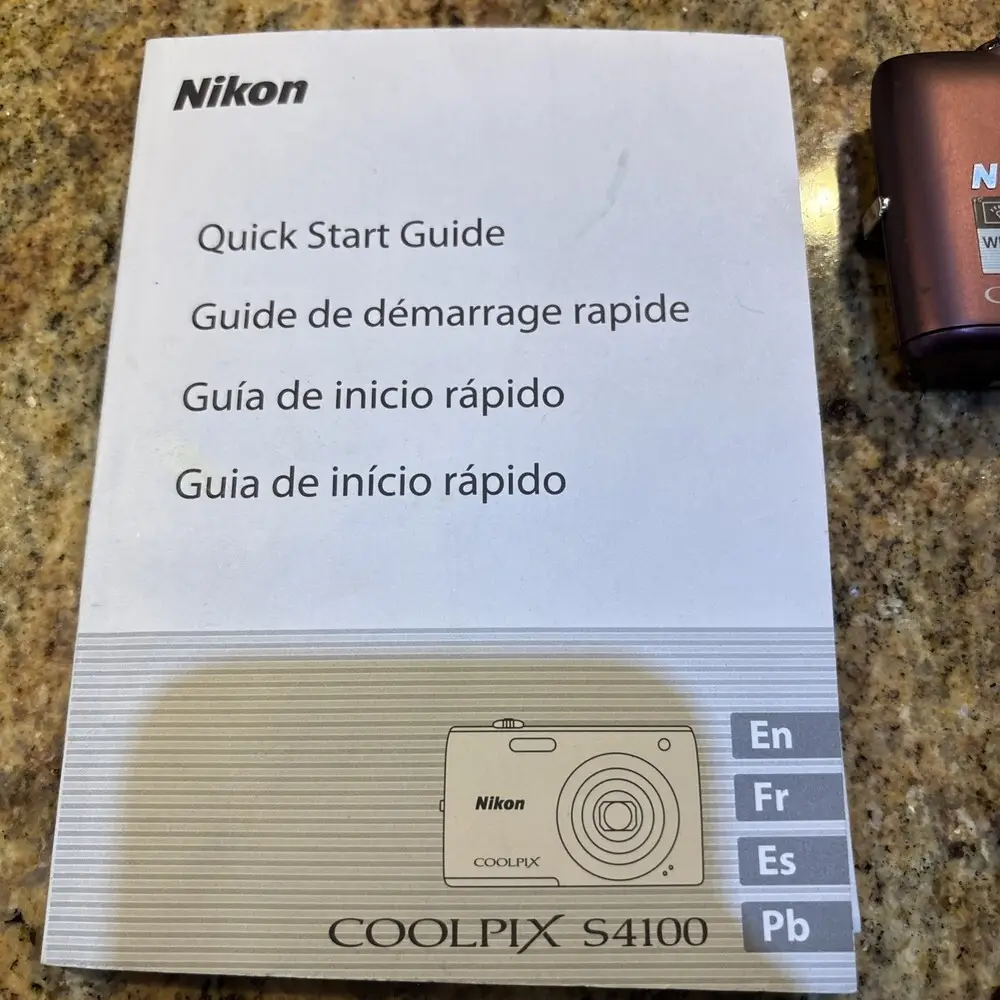 Nikon
Quick Start Guide
Guide de démarrage rapide
Guía de inicio rápido
Guia de início rápido
Nikon
COOLPIX
COOLPIX S4100
En
Fr
Es
Pb
N